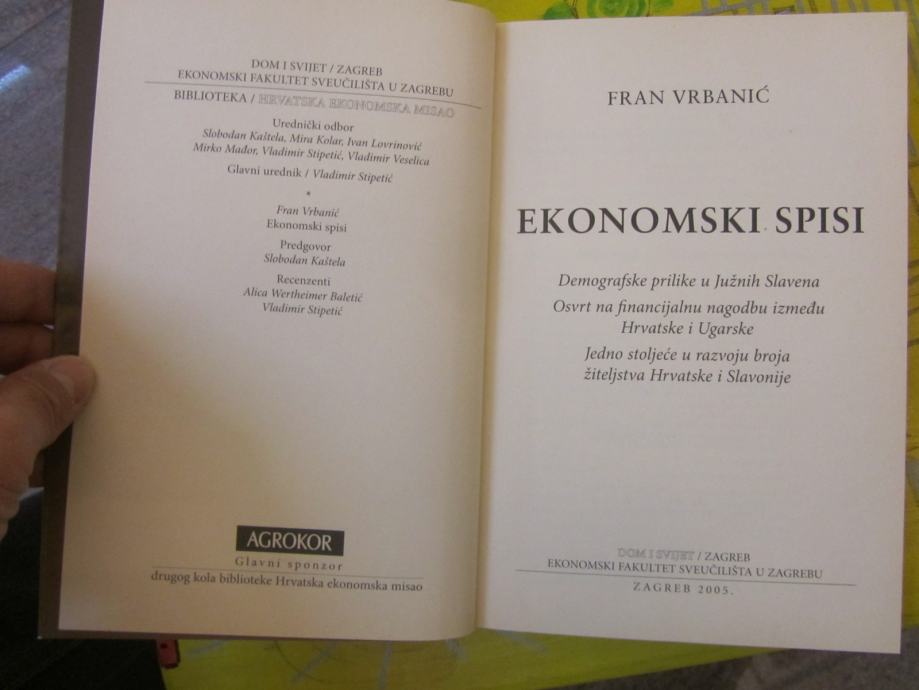 DOM I SVIJET / ZAGREB
EKONOMSKI FAKULTET SVEUČILIŠTA U ZAGREBU
BIBLIOTEKA / HRVATSKA EKONOMSKA MISAO
Urednički odbor
Slobodan Kaštela, Mira Kolar, Ivan Lovrinović
Mirko Mađor, Vladimir Stipetić, Vladimir Veselica
Glavni urednik / Vladimir Stipetić
*
Fran Vrbanić
Ekonomski spisi
Predgovor
Slobodan Kaštela
Recenzenti
Alica Wertheimer Baletić
Vladimir Stipetić
AGROKOR
Glavni sponzor
drugog kola biblioteke Hrvatska ekonomska misao
FRAN VRBANIĆ
EKONOMSKI SPISI
Demografske prilike u Južnih Slavena
Osvrt na financijalnu nagodbu između
Hrvatske i Ugarske
Jedno stoljeće u razvoju broja
žiteljstva Hrvatske i Slavonije
DOM I SVIJET / ZAGREB
EKONOMSKI FAKULTET SVEUČILIŠTA U ZAGREBU
ZAGREB 2005.